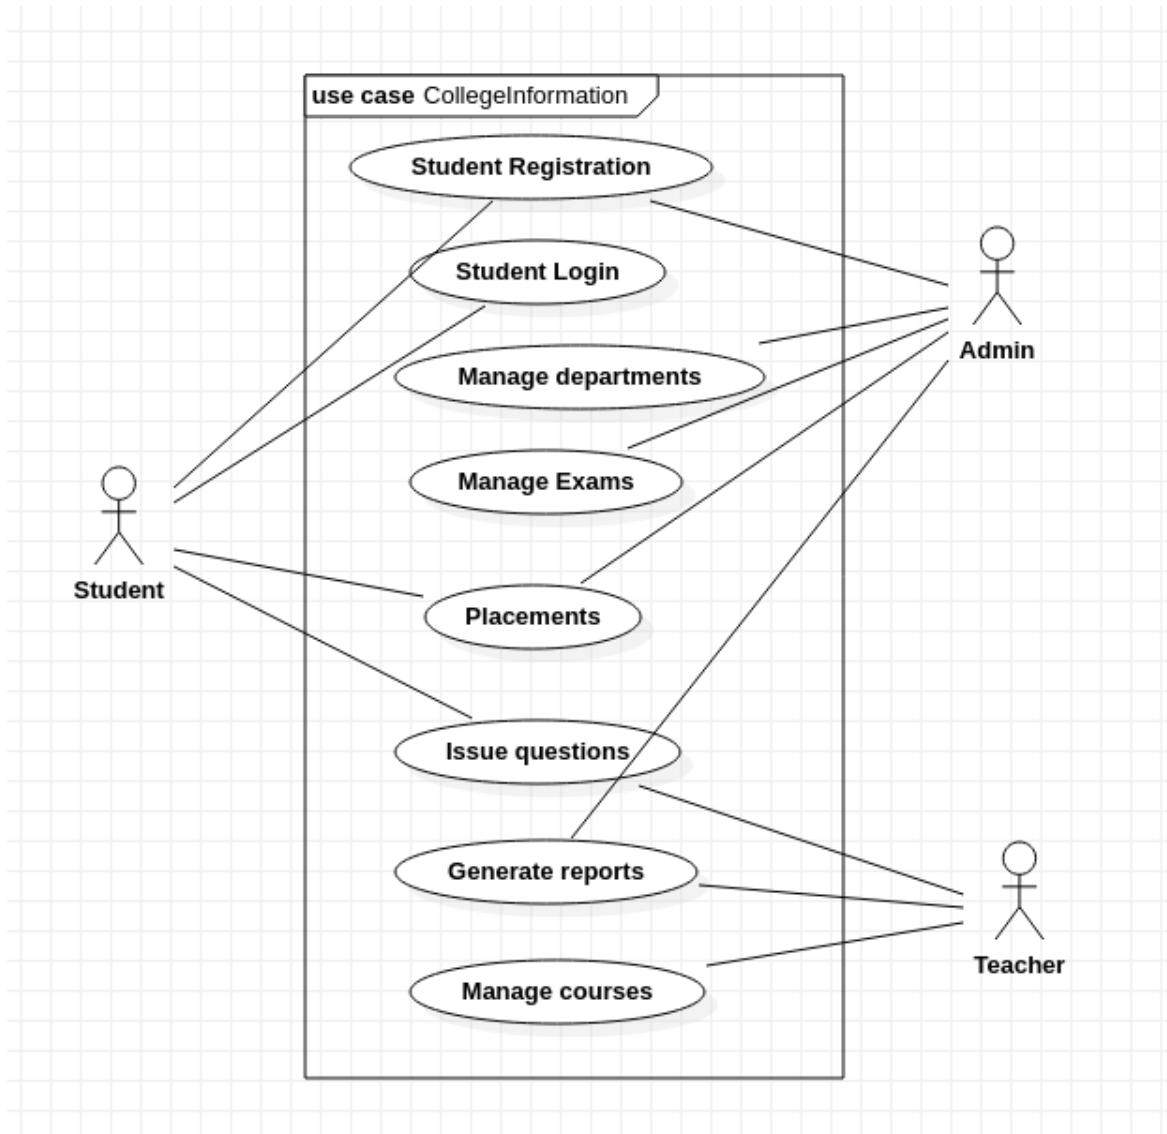 use case CollegeInformation
Student Registration
Student Login
Admin
Manage departments
Manage Exams
Student
Placements
Issue questions
Generate reports
Teacher
Manage courses